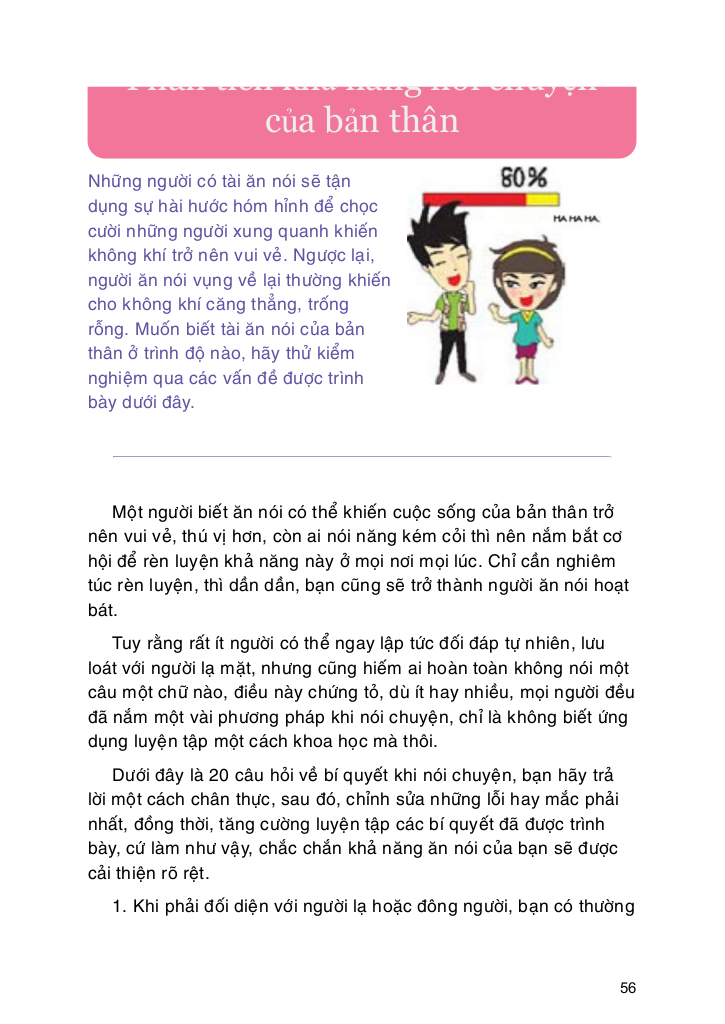 Phân tích khả năng nói chuyện
của bản thân
Những người có tài ăn nói sẽ tận
dụng sự hài hước hóm hỉnh để chọc
cười những người xung quanh khiến
không khí trở nên vui vẻ. Ngược lại,
người ăn nói vụng về lại thường khiến
cho không khí căng thẳng, trống
rỗng. Muốn biết tài ăn nói của bản
thân ở trình độ nào, hãy thử kiểm
nghiệm qua các vấn đề được trình
bày dưới đây.
80%
HA HA HA.
Một người biết ăn nói có thể khiến cuộc sống của bản thân trở
nên vui vẻ, thú vị hơn, còn ai nói năng kém cỏi thì nên nắm bắt cơ
hội để rèn luyện khả năng này ở mọi nơi mọi lúc. Chỉ cần nghiêm
túc rèn luyện, thì dần dần, bạn cũng sẽ trở thành người ăn nói hoạt
bát.
Tuy rằng rất ít người có thể ngay lập tức đối đáp tự nhiên, lưu
loát với người lạ mặt, nhưng cũng hiếm ai hoàn toàn không nói một
câu một chữ nào, điều này chứng tỏ, dù ít hay nhiều, mọi người đều
đã nắm một vài phương pháp khi nói chuyện, chỉ là không biết ứng
dụng luyện tập một cách khoa học mà thôi.
Dưới đây là 20 câu hỏi về bí quyết khi nói chuyện, bạn hãy trả
lời một cách chân thực, sau đó, chỉnh sửa những lỗi hay mắc phải
nhất, đồng thời, tăng cường luyện tập các bí quyết đã được trình
bày, cứ làm như vậy, chắc chắn khả năng ăn nói của bạn sẽ được
cải thiện rõ rệt.
1. Khi phải đối diện với người lạ hoặc đông người, bạn có thường
56